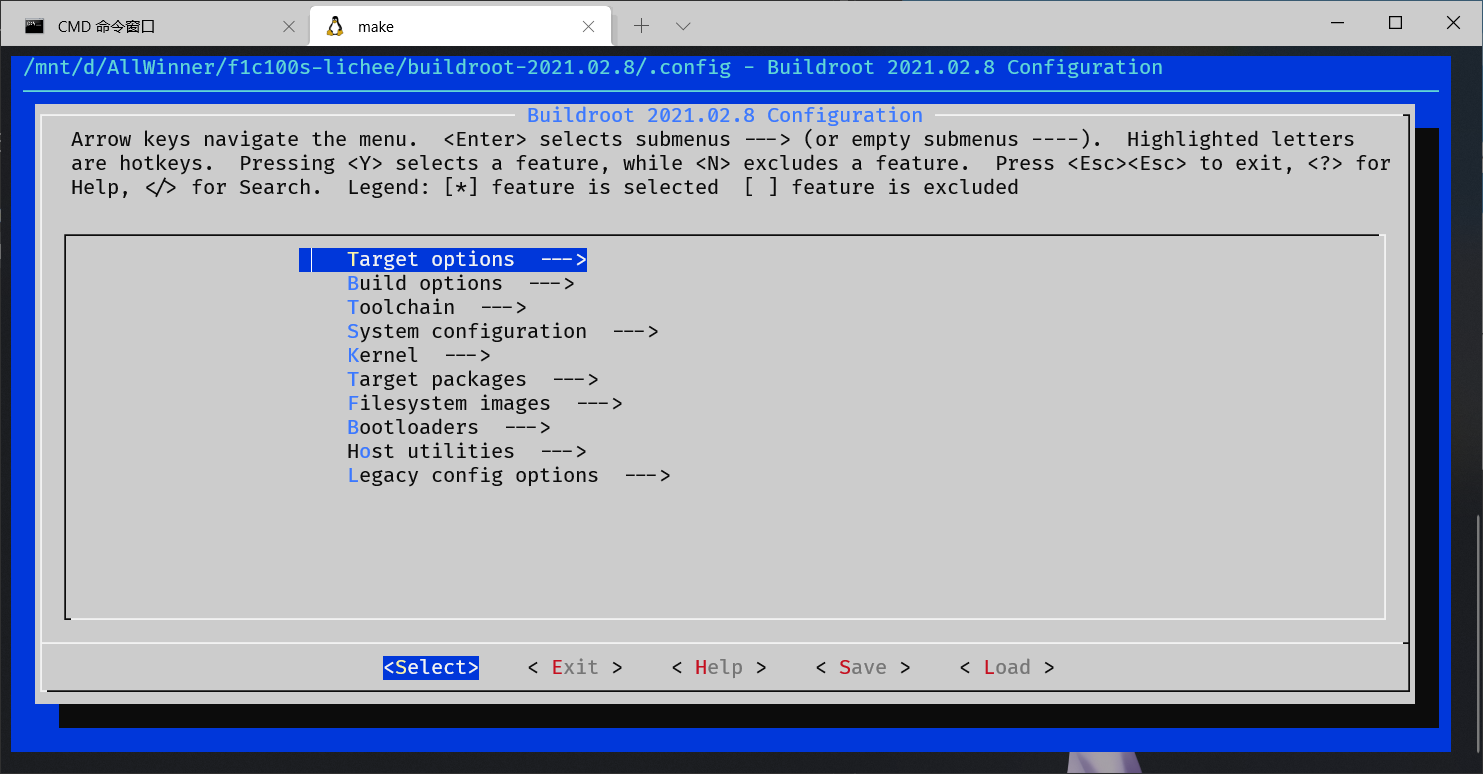 CMD 命令窗口
make
/mnt/d/AllWinner/f1c100s-lichee/buildroot-2021.02.8/.config - Buildroot 2021.02.8 Configuration
Buildroot 2021.02.8 Configuration
Arrow keys navigate the menu.  <Enter> selects submenus ---> (or empty submenus ----).  Highlighted letters
are hotkeys.  Pressing <Y> selects a feature, while <N> excludes a feature.  Press <Esc><Esc> to exit, <?> for
Help, </> for Search.  Legend: [*] feature is selected  [ ] feature is excluded
Target options  --->
Build options  --->
Toolchain  --->
System configuration  --->
Kernel  --->
Target packages  --->
Filesystem images  --->
Bootloaders  --->
Host utilities  --->
Legacy config options  --->
<Select>    < Exit >    < Help >    < Save >    < Load >